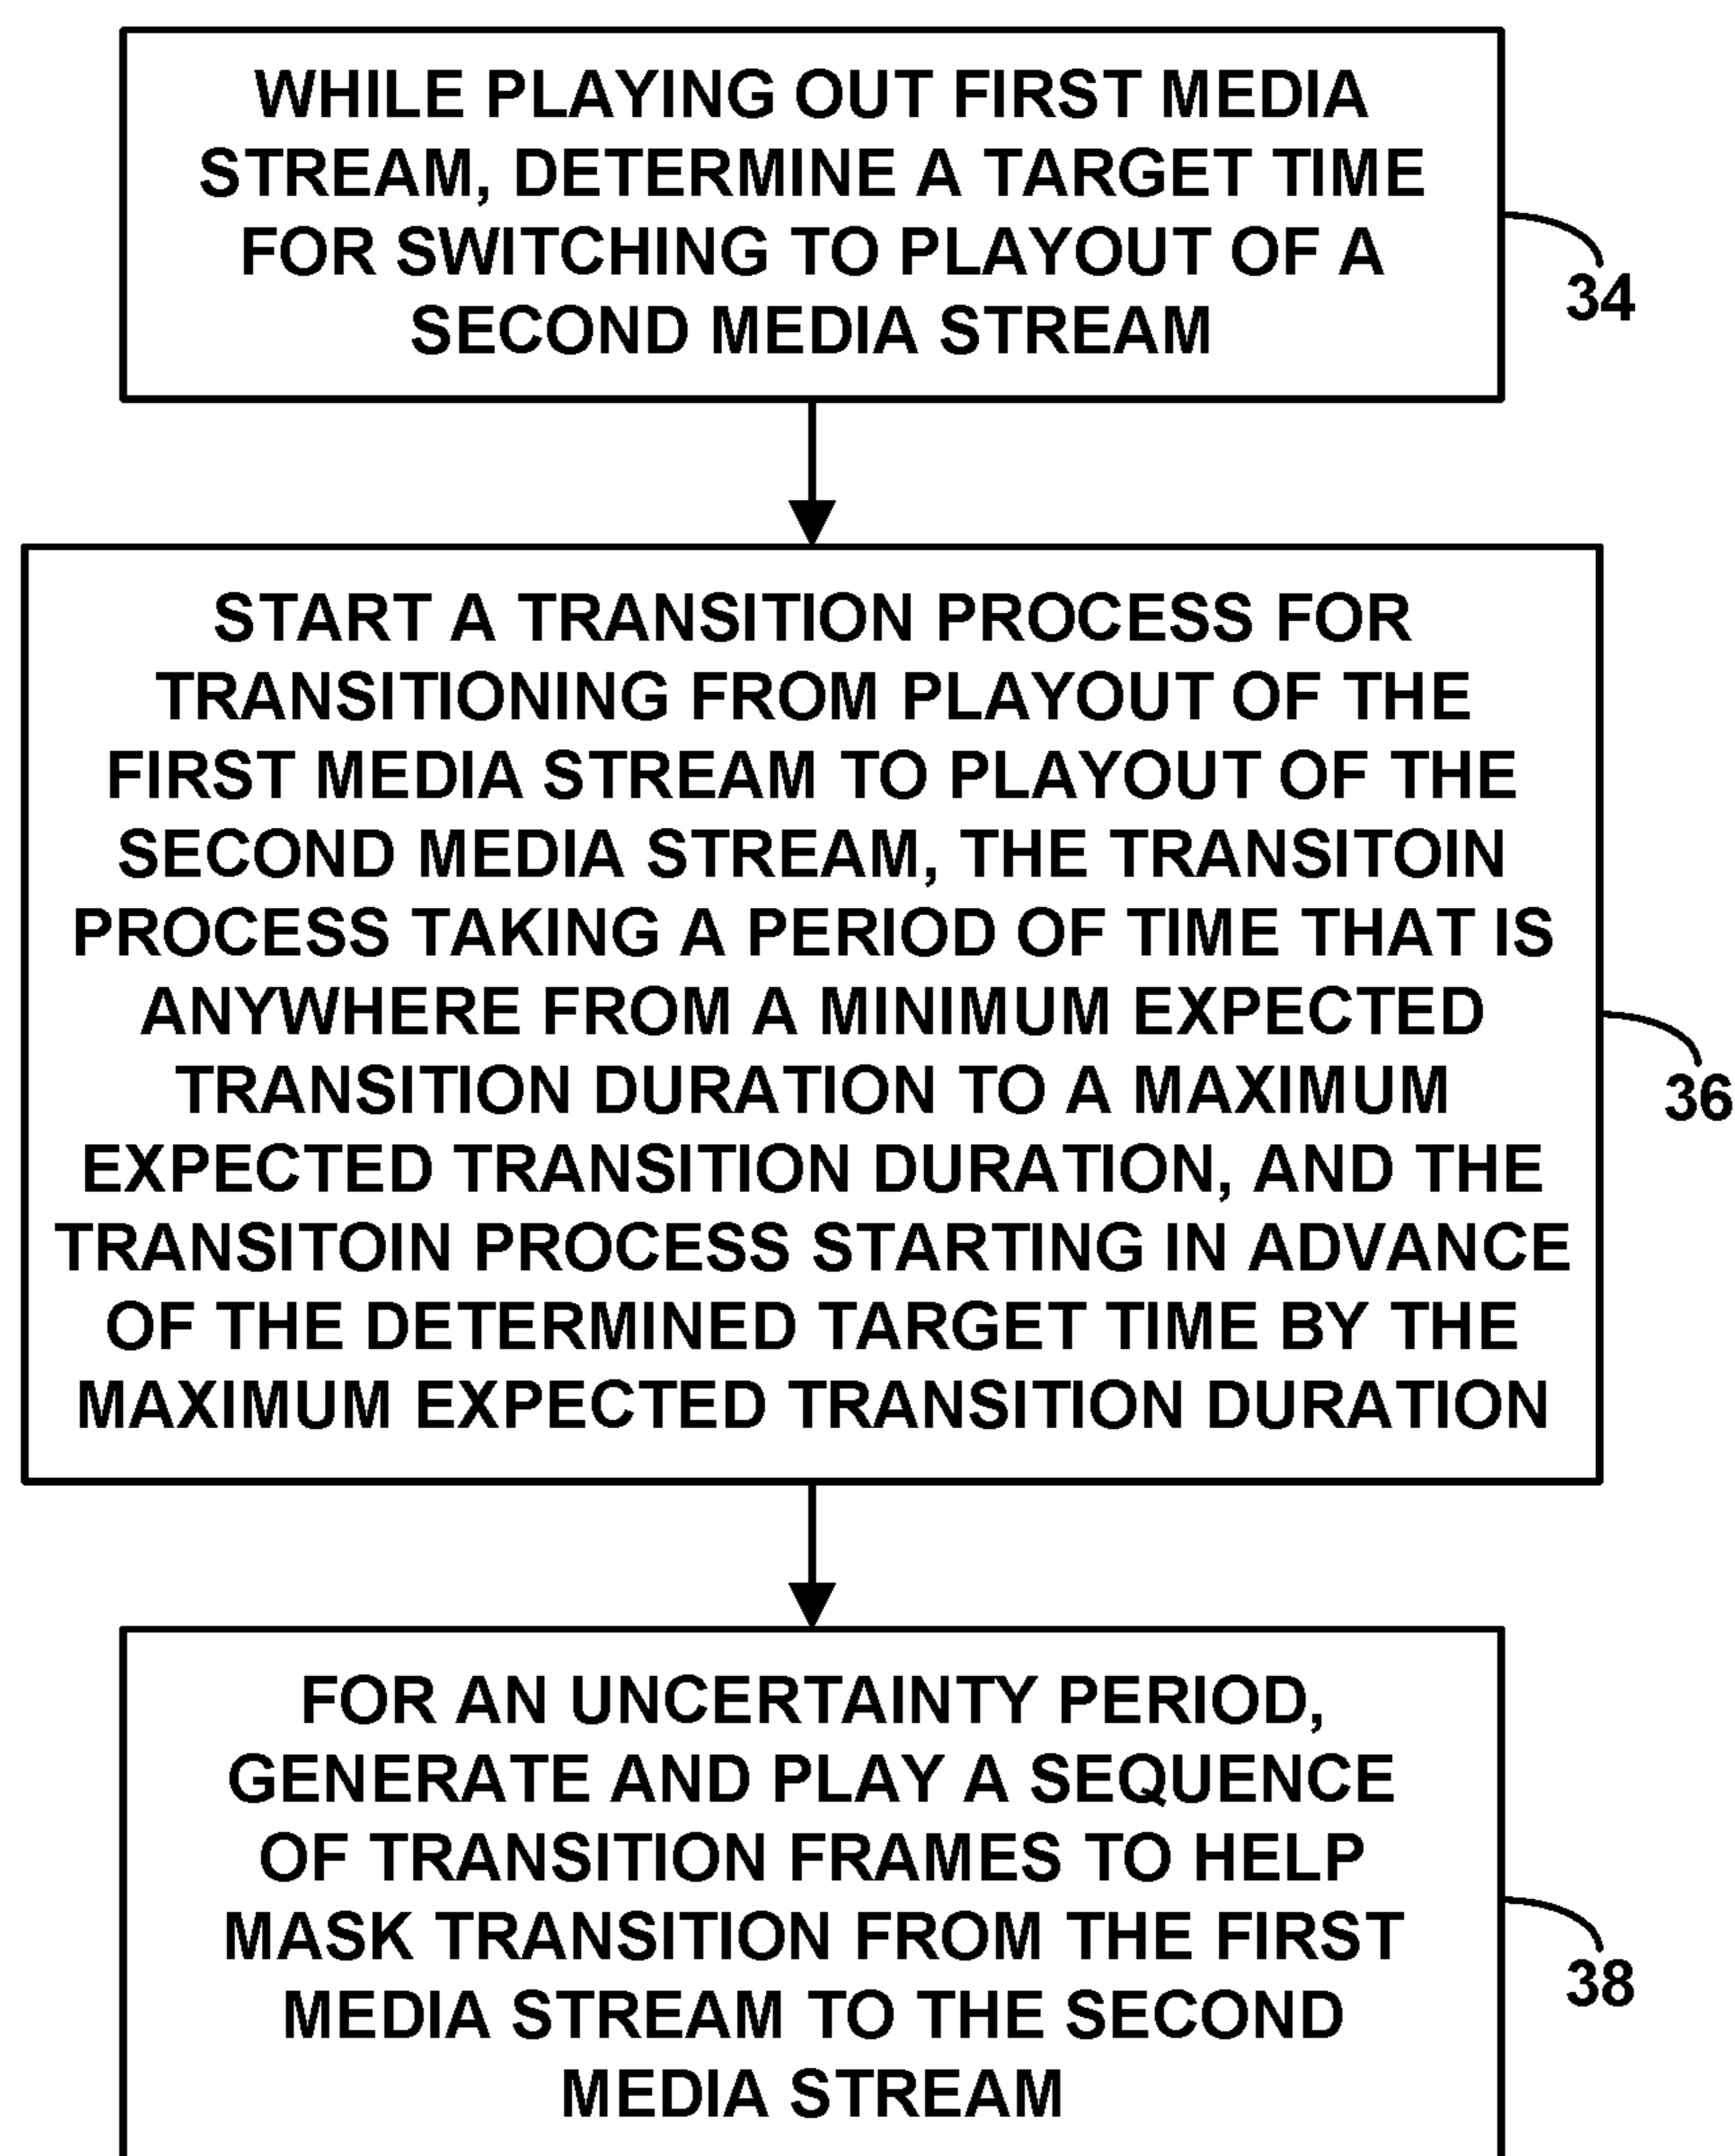 WHILE PLAYING OUT FIRST MEDIA
STREAM, DETERMINE A TARGET TIME
FOR SWITCHING TO PLAYOUT OF A
SECOND MEDIA STREAM
34
START A TRANSITION PROCESS FOR
TRANSITIONING FROM PLAYOUT OF THE
FIRST MEDIA STREAM TO PLAYOUT OF THE
SECOND MEDIA STREAM, THE TRANSITOIN
PROCESS TAKING A PERIOD OF TIME THAT IS
ANYWHERE FROM A MINIMUM EXPECTED
TRANSITION DURATION TO A MAXIMUM
EXPECTED TRANSITION DURATION, AND THE
TRANSITOIN PROCESS STARTING IN ADVANCE
OF THE DETERMINED TARGET TIME BY THE
MAXIMUM EXPECTED TRANSITION DURATION
36
FOR AN UNCERTAINTY PERIOD,
GENERATE AND PLAY A SEQUENCE
OF TRANSITION FRAMES TO HELP
MASK TRANSITION FROM THE FIRST
MEDIA STREAM TO THE SECOND
MEDIA STREAM
38